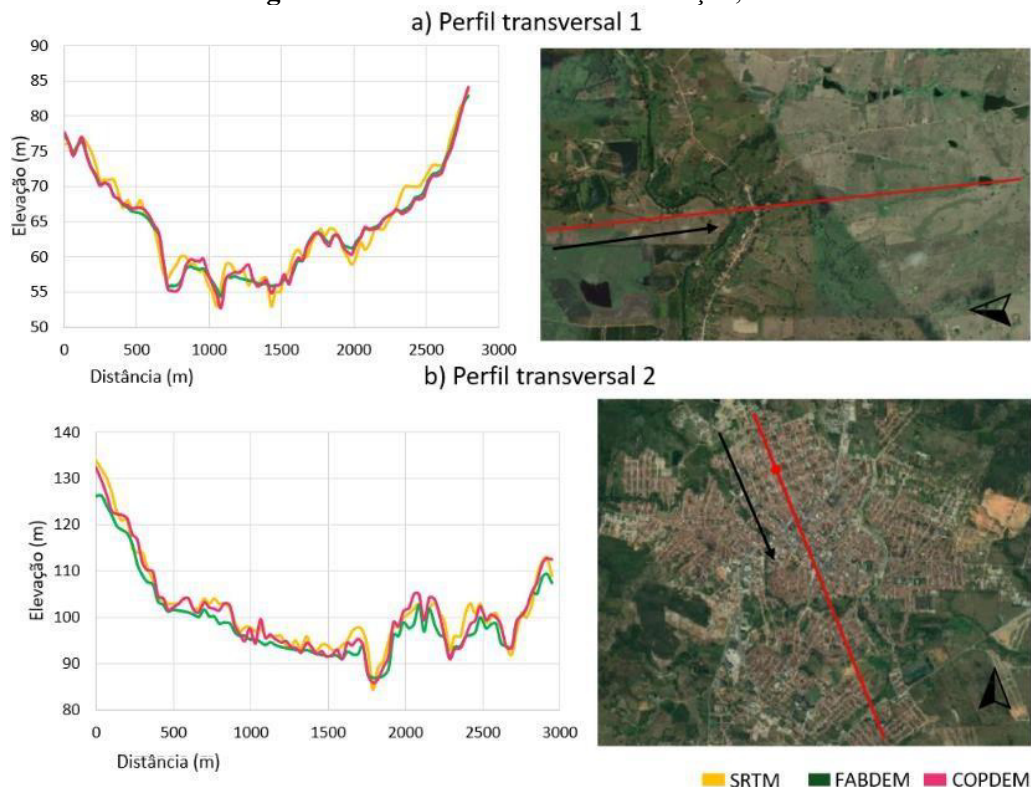 a) Perfil transversal 1
90
85
80
75
70
65
60
55
50
Elevação (m)
0 500 1000 1500 2000 2500 3000
Distância (m)
b) Perfil transversal 2
140
130
120
110
100
90
80
Elevação (m)
0 500 1000 1500 2000 2500 3000
Distância (m)
SRTM FABDEM COPDEM